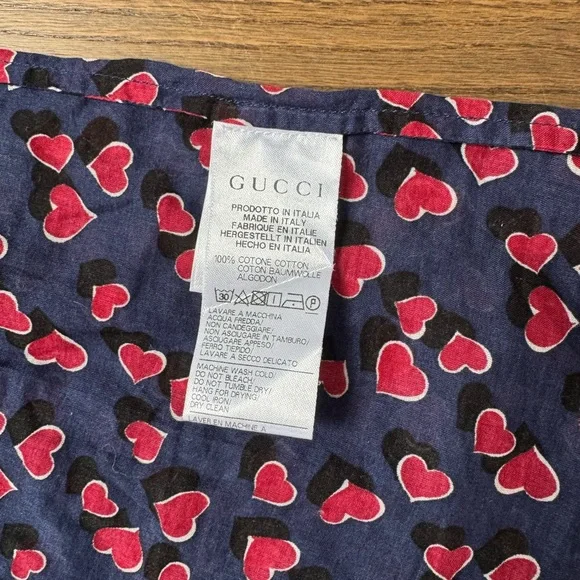 GUCCI
PRODOTTO IN ITALIA
MADE IN ITALY
FABRIQUE EN ITALIE
HERGESTELLT IN ITALIEN
HECHO EN ITALIA
100% COTONE COTTON
COTON BAUMWOLLE
ALGODON
30 P
LAVARE A MACCHINA
ACQUA FREDDA/
NON CANDEGGIARE/
NON ASCIUGARE IN TAMBURO/
ASCIUGARE APPESO/
FERRO TIEPIDO/
LAVARE A SECCO DELICATO
MACHINE WASH COLD/
DO NOT BLEACH/
DO NOT TUMBLE DRY/
HANG FOR DRYING/
COOL IRON/
DRY CLEAN
LAVER EN MACHINE A